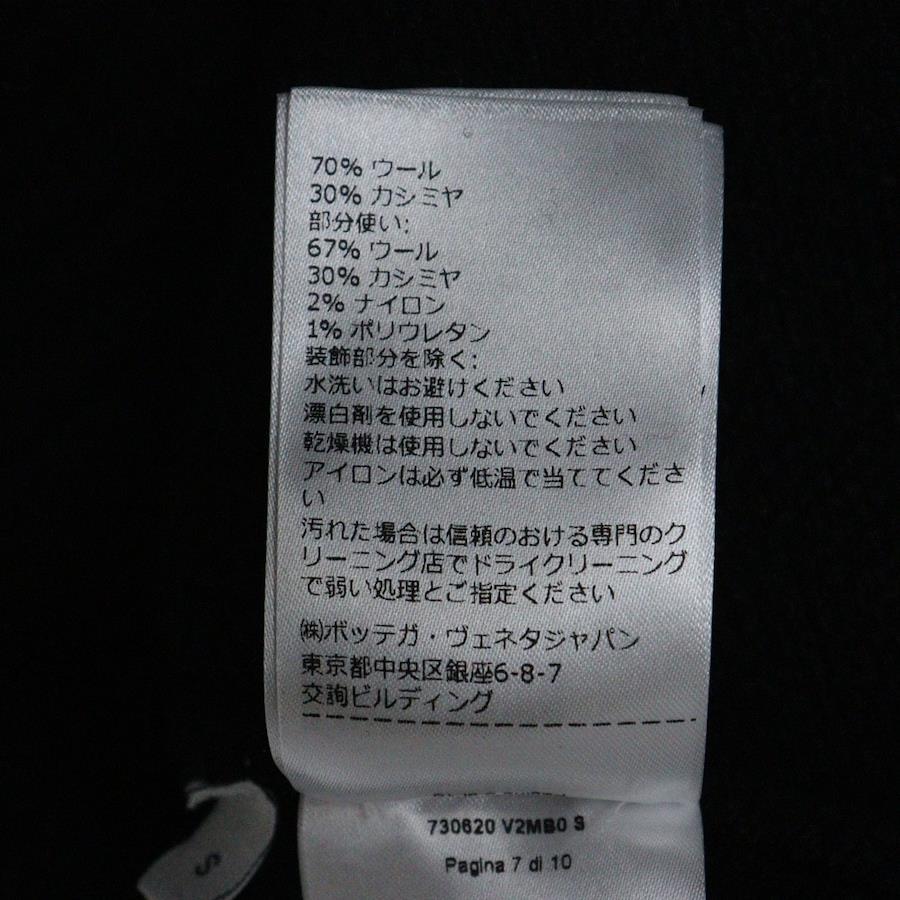 70% ウール
30% カシミヤ
部分使い:
67% ウール
30% カシミヤ
2% ナイロン
1% ポリウレタン
装飾部分を除く:
水洗いはお避けください
漂白剤を使用しないでください
乾燥機は使用しないでください
アイロンは必ず低温で当ててくださ
い
汚れた場合は信頼のおける専門のク
リーニング店でドライクリーニング
で弱い処理とご指定ください
㈱ボッテガ・ヴェネタジャパン
東京都中央区銀座6-8-7
交詢ビルディング
730620 V2MB0 S
Pagina 7 di 10
S